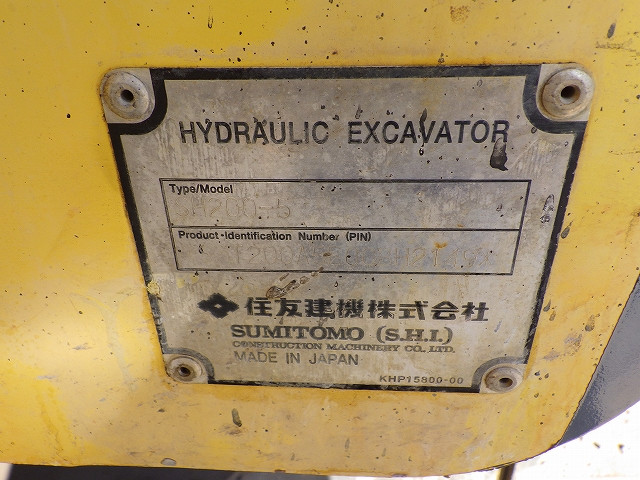 HYDRAULIC EXCAVATOR
Type/Model
Product Identification Number (PIN)
住友建機株式会社
SUMITOMO (S.H.I.)
CONSTRUCTION MACHINERY CO., LTD.
MADE IN JAPAN
KHP15800-00